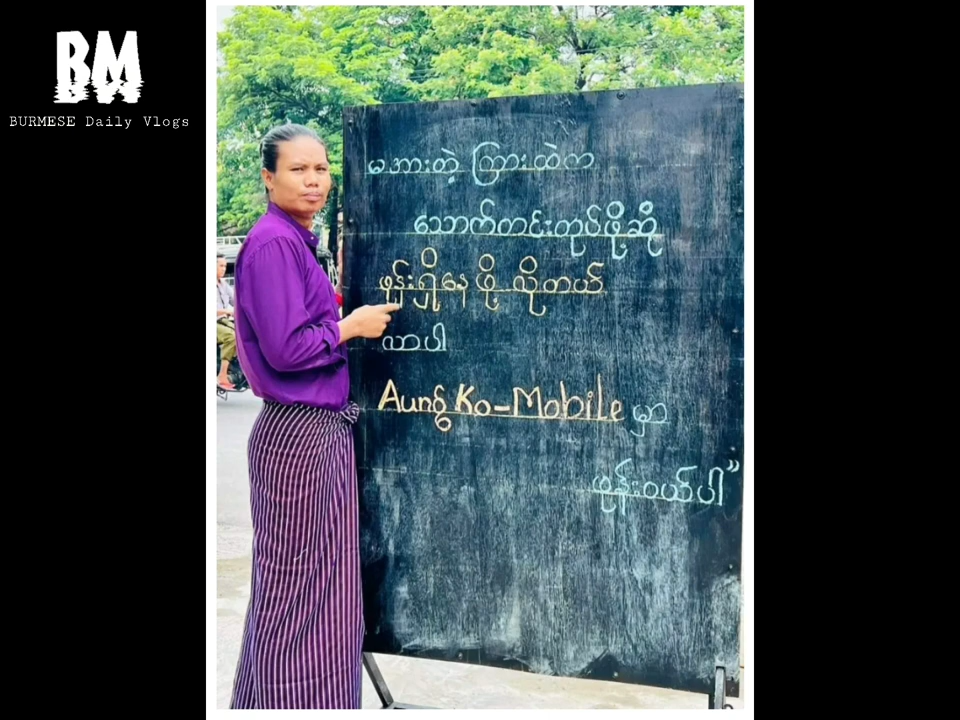 BM
BURMESE Daily Vlogs
မအားတဲ့ ကြားထဲက
သောက်တင်းတုပ်ဖို့ဆို
ဖုန်းရှိနေ ဖို့ လိုတယ်
လာပါ
Aung Ko-Mobile မှာ
ဖုန်းဝယ်ပါ"